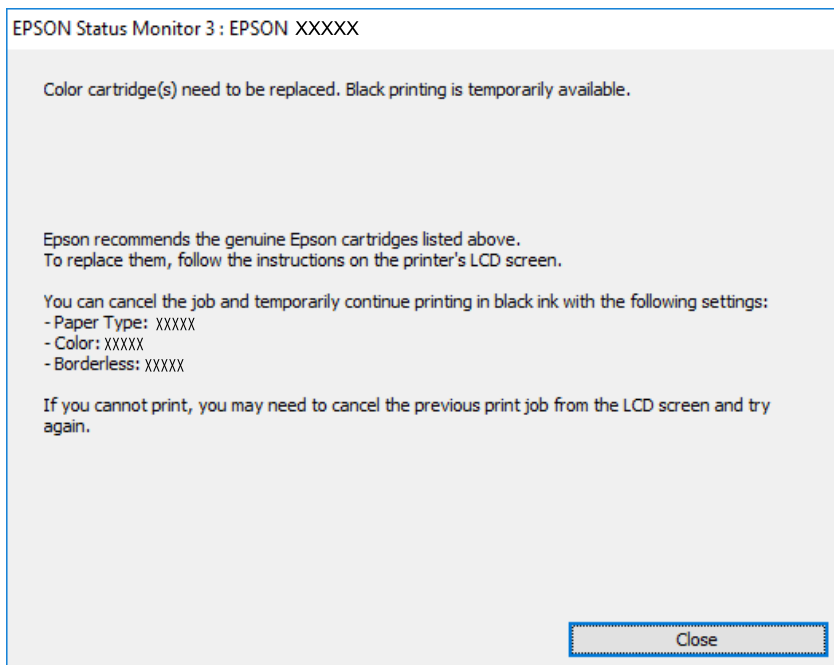 EPSON Status Monitor 3 : EPSON XXXXX
Color cartridge(s) need to be replaced. Black printing is temporarily available.
Epson recommends the genuine Epson cartridges listed above.
To replace them, follow the instructions on the printer's LCD screen.
You can cancel the job and temporarily continue printing in black ink with the following settings:
- Paper Type: XXXXX
- Color: XXXXX
- Borderless: XXXXX
If you cannot print, you may need to cancel the previous print job from the LCD screen and try
again.
Close